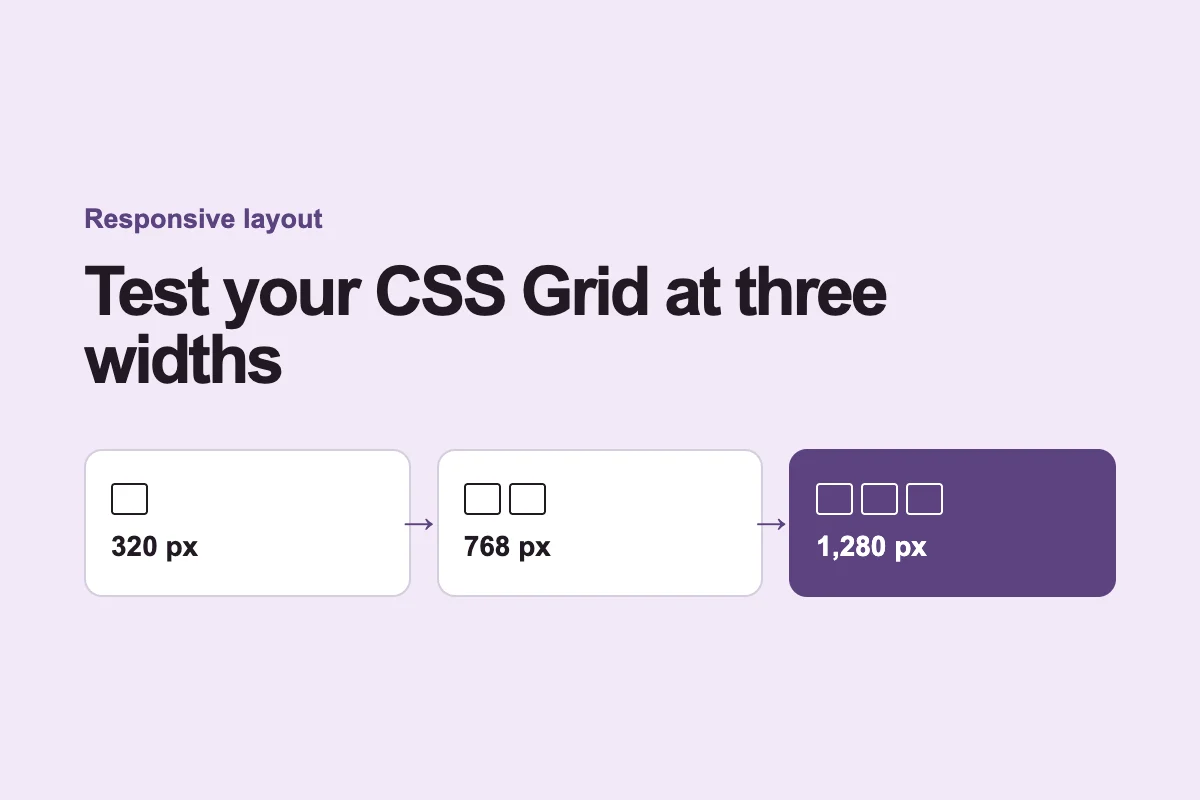 Responsive layout
Test your CSS Grid at three
widths
320 px
→
768 px
→
1,280 px